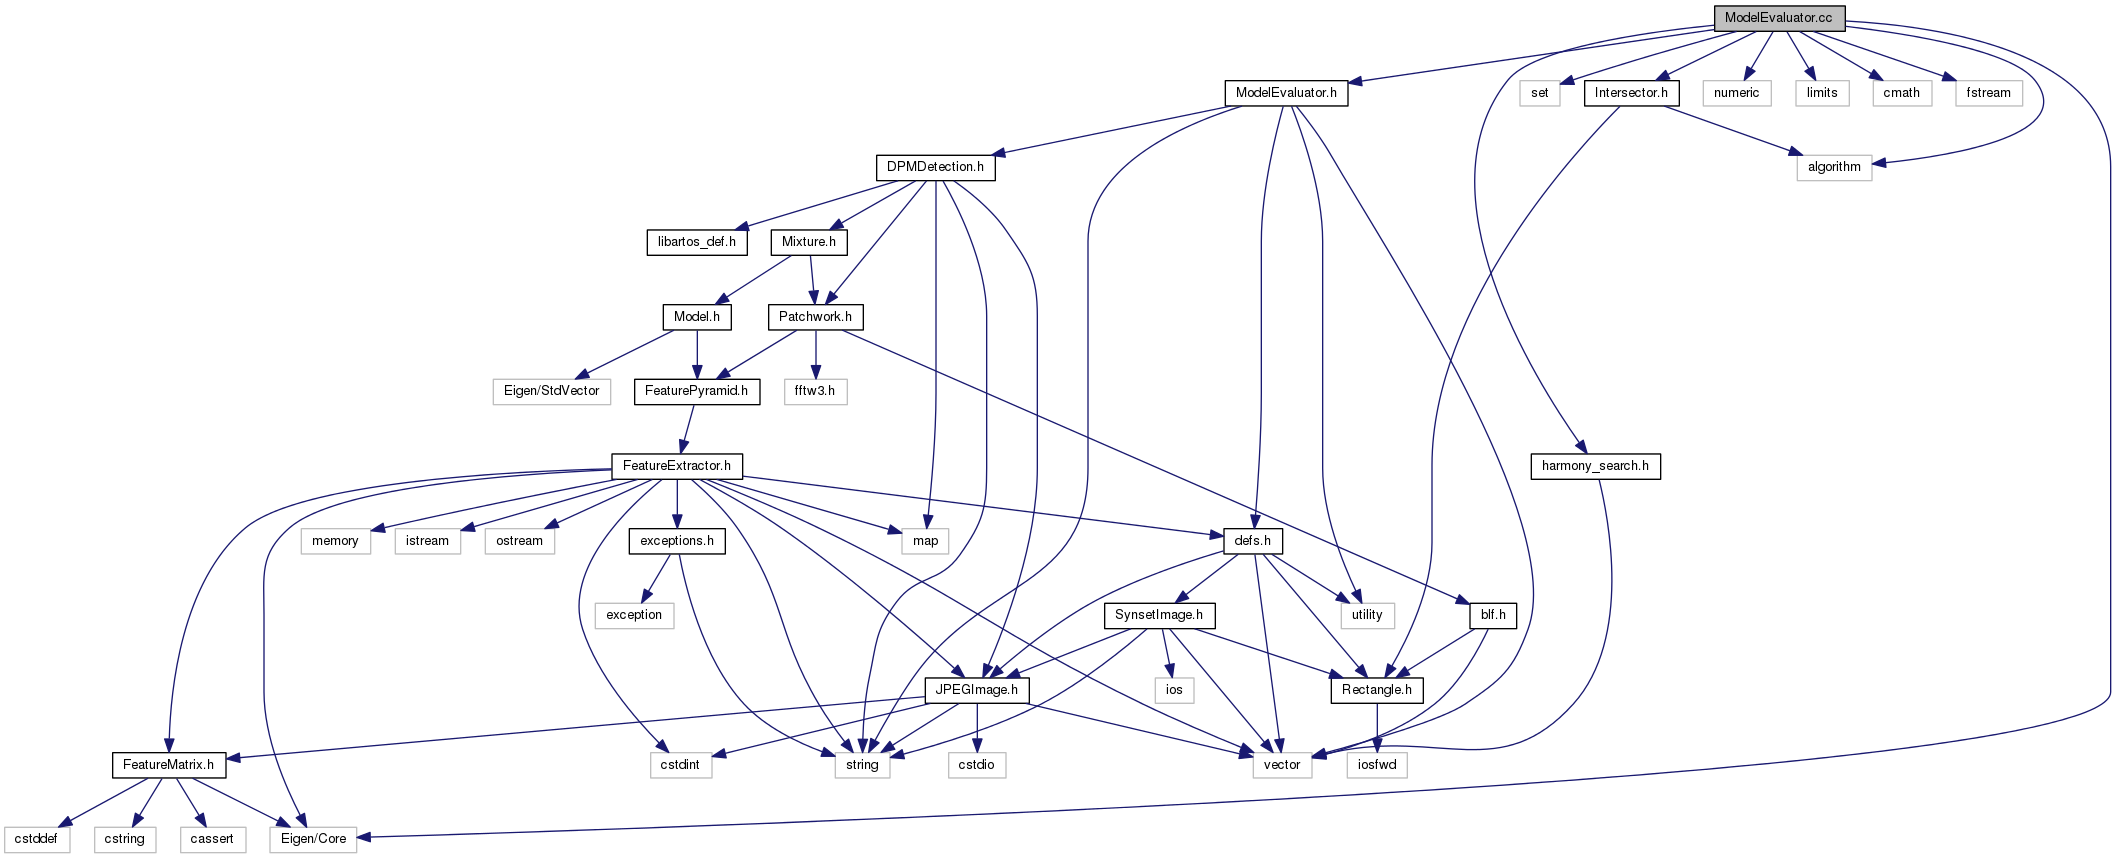 ModelEvaluator.cc
ModelEvaluator.h
set
Intersector.h
numeric
limits
cmath
fstream
DPMDetection.h
algorithm
libartos_def.h
Mixture.h
Model.h
Patchwork.h
Eigen/StdVector
FeaturePyramid.h
fftw3.h
FeatureExtractor.h
harmony_search.h
memory
istream
ostream
exceptions.h
map
defs.h
exception
SynsetImage.h
utility
blf.h
JPEGImage.h
ios
Rectangle.h
FeatureMatrix.h
cstdint
string
cstdio
vector
iosfwd
cstddef
cstring
cassert
Eigen/Core